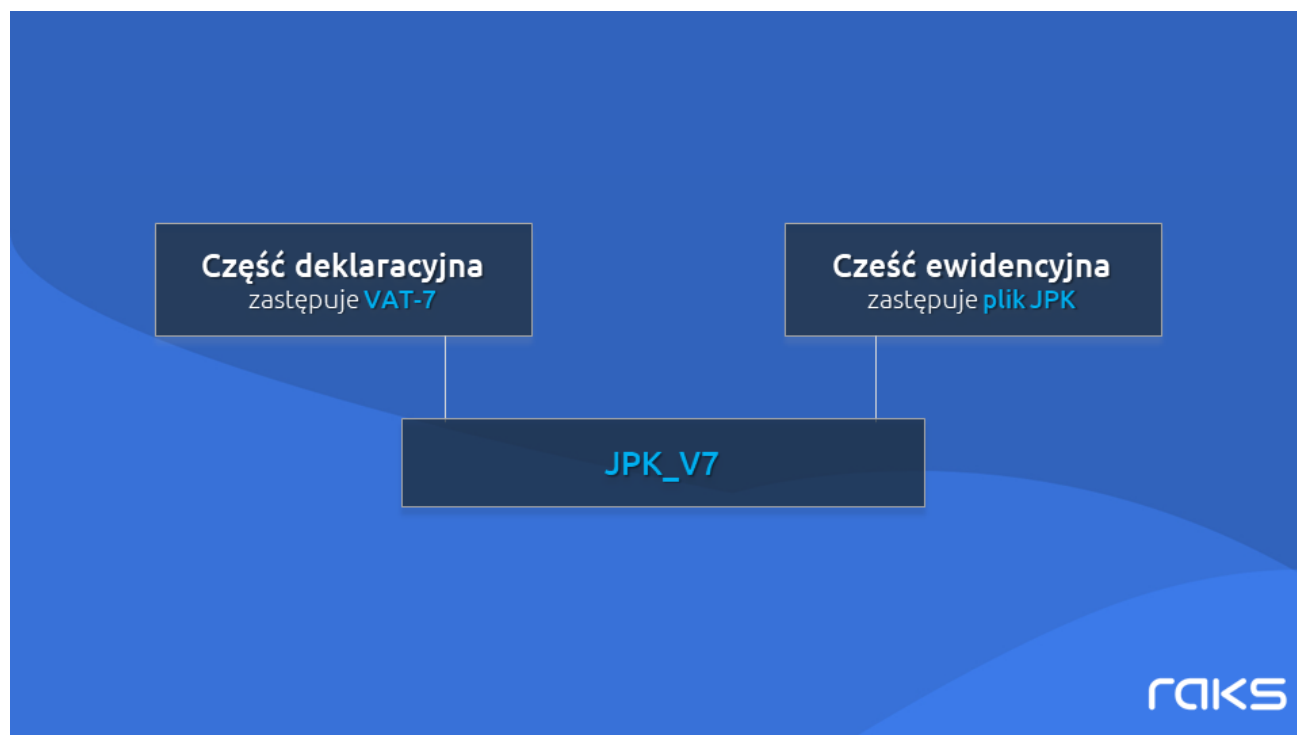 Część deklaracyjna
zastępuje VAT-7
Cześć ewidencyjna
zastępuje plik JPK
JPK_V7
raks